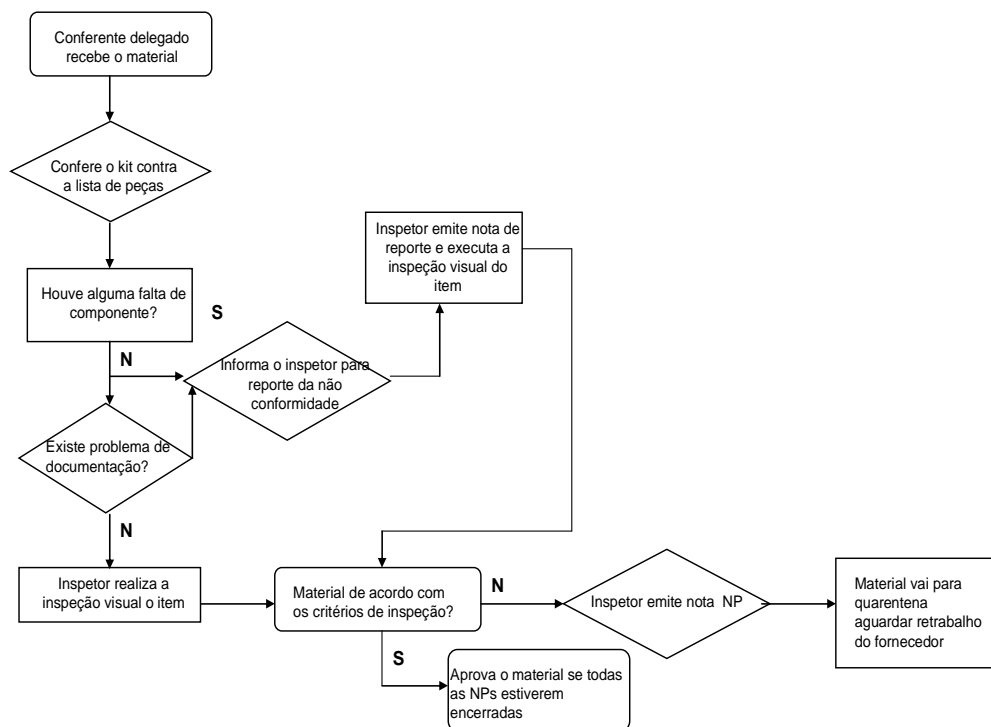 Conferente delegado
recebe o material
Confere o kit contra
a lista de peças
Inspetor emite nota de
reporte e executa a
inspeção visual do
item
Houve alguma falta de
componente?
S
N
Informa o inspetor para
reporte da não
conformidade
Existe problema de
documentação?
N
Inspetor realiza a
inspeção visual o item
Material de acordo com
os critérios de inspeção?
N
Inspetor emite nota NP
Material vai para
quarentena
aguardar retrabalho
do fornecedor
S
Aprova o material se todas
as NPs estiverem
encerradas